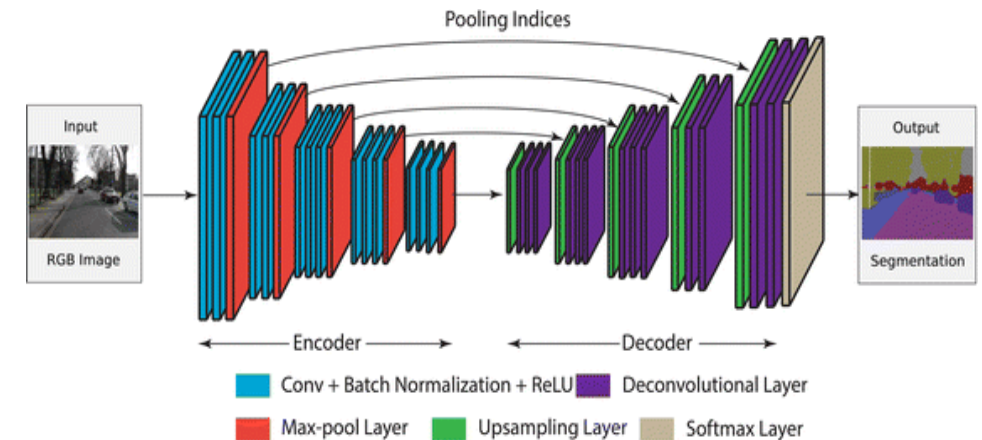 Pooling Indices
Input
RGB Image
Output
Segmentation
Encoder
Decoder
Conv + Batch Normalization + ReLU
Deconvolutional Layer
Max-pool Layer
Upsampling Layer
Softmax Layer